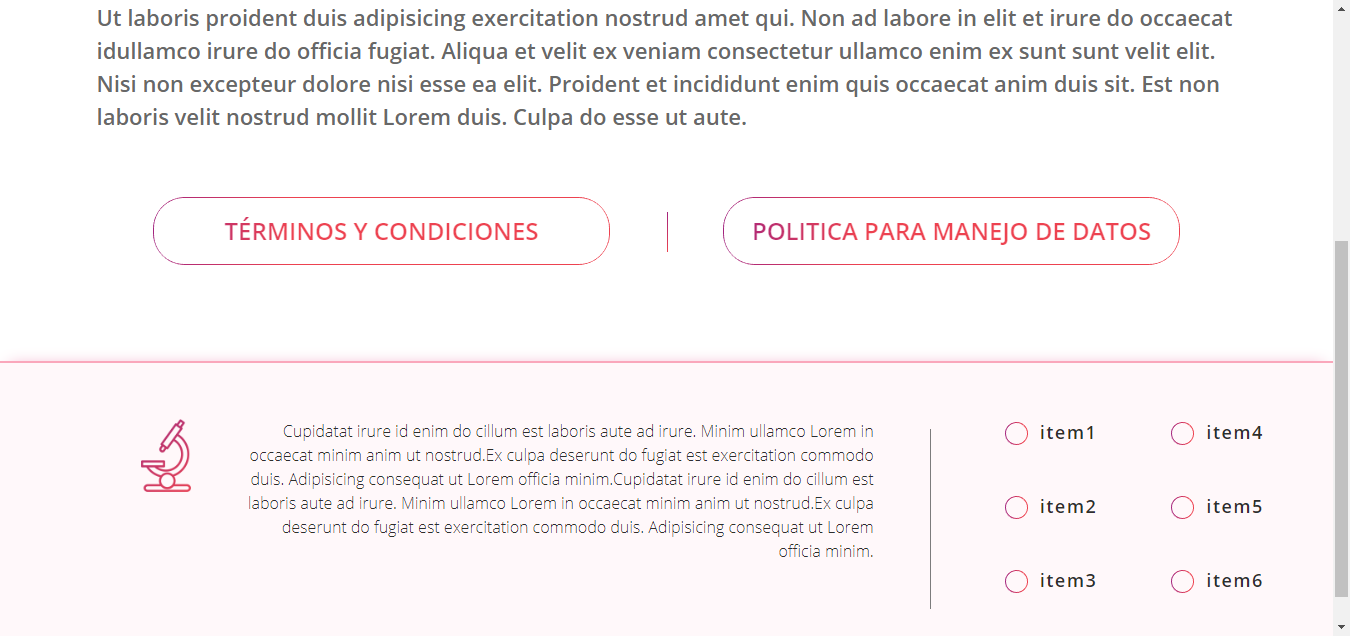 Ut laboris proident duis adipisicing exercitation nostrud amet qui. Non ad labore in elit et irure do occaecat
idullamco irure do officia fugiat. Aliqua et velit ex veniam consectetur ullamco enim ex sunt sunt velit elit.
Nisi non excepteur dolore nisi esse ea elit. Proident et incididunt enim quis occaecat anim duis sit. Est non
laboris velit nostrud mollit Lorem duis. Culpa do esse ut aute.
TÉRMINOS Y CONDICIONES
POLITICA PARA MANEJO DE DATOS
Cupidatat irure id enim do cillum est laboris aute ad irure. Minim ullamco Lorem in
occaecat minim anim ut nostrud.Ex culpa deserunt do fugiat est exercitation commodo
duis. Adipisicing consequat ut Lorem officia minim.Cupidatat irure id enim do cillum est
laboris aute ad irure. Minim ullamco Lorem in occaecat minim anim ut nostrud.Ex culpa
deserunt do fugiat est exercitation commodo duis. Adipisicing consequat ut Lorem
officia minim.
item1
item2
item3
item4
item5
item6